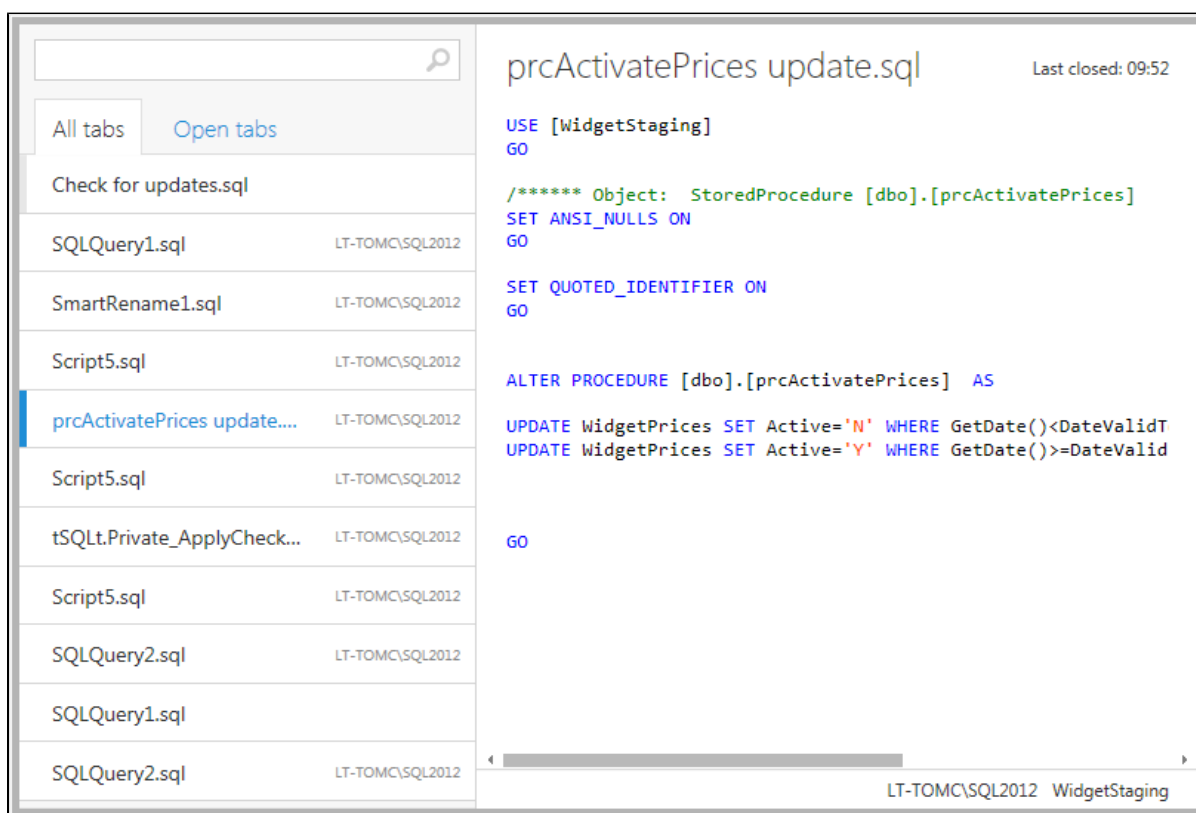 All tabs Open tabs
Check for updates.sql
SQLQuery1.sql LT-TOMC\SQL2012
SmartRename1.sql LT-TOMC\SQL2012
Script5.sql LT-TOMC\SQL2012
prcActivatePrices update.... LT-TOMC\SQL2012
Script5.sql LT-TOMC\SQL2012
tSQLt.Private_ApplyCheck... LT-TOMC\SQL2012
Script5.sql LT-TOMC\SQL2012
SQLQuery2.sql LT-TOMC\SQL2012
SQLQuery1.sql
SQLQuery2.sql LT-TOMC\SQL2012
prcActivatePrices update.sql Last closed: 09:52
USE [WidgetStaging]
GO
/****** Object:  StoredProcedure [dbo].[prcActivatePrices]
SET ANSI_NULLS ON
GO
SET QUOTED_IDENTIFIER ON
GO
ALTER PROCEDURE [dbo].[prcActivatePrices]  AS
UPDATE WidgetPrices SET Active='N' WHERE GetDate()<DateValidT
UPDATE WidgetPrices SET Active='Y' WHERE GetDate()>=DateValid
GO
LT-TOMC\SQL2012 WidgetStaging